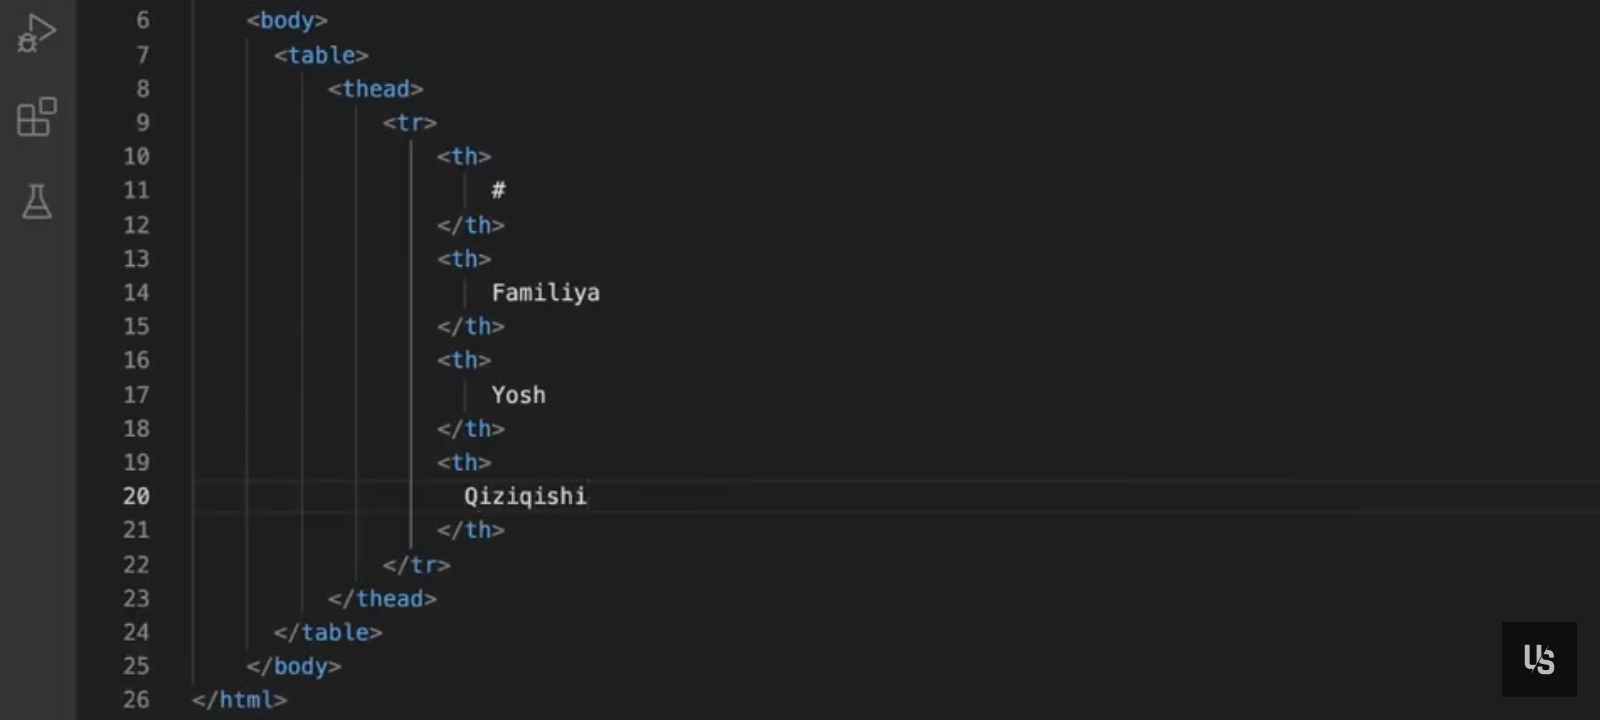 6 <body>
7 <table>
8 <thead>
9 <tr>
10 <th>
11 #
12 </th>
13 <th>
14 Familiya
15 </th>
16 <th>
17 Yosh
18 </th>
19 <th>
20 Qiziqishi
21 </th>
22 </tr>
23 </thead>
24 </table>
25 </body>
26 </html>
US